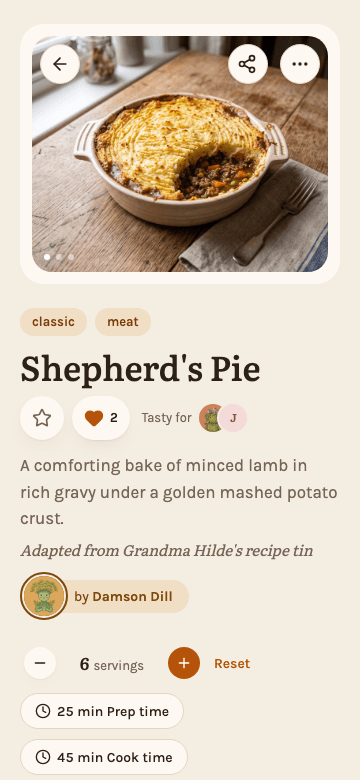 classic meat
Shepherd's Pie
2 Tasty for J
A comforting bake of minced lamb in
rich gravy under a golden mashed potato
crust.
Adapted from Grandma Hilde's recipe tin
by Damson Dill
6 servings Reset
25 min Prep time
45 min Cook time